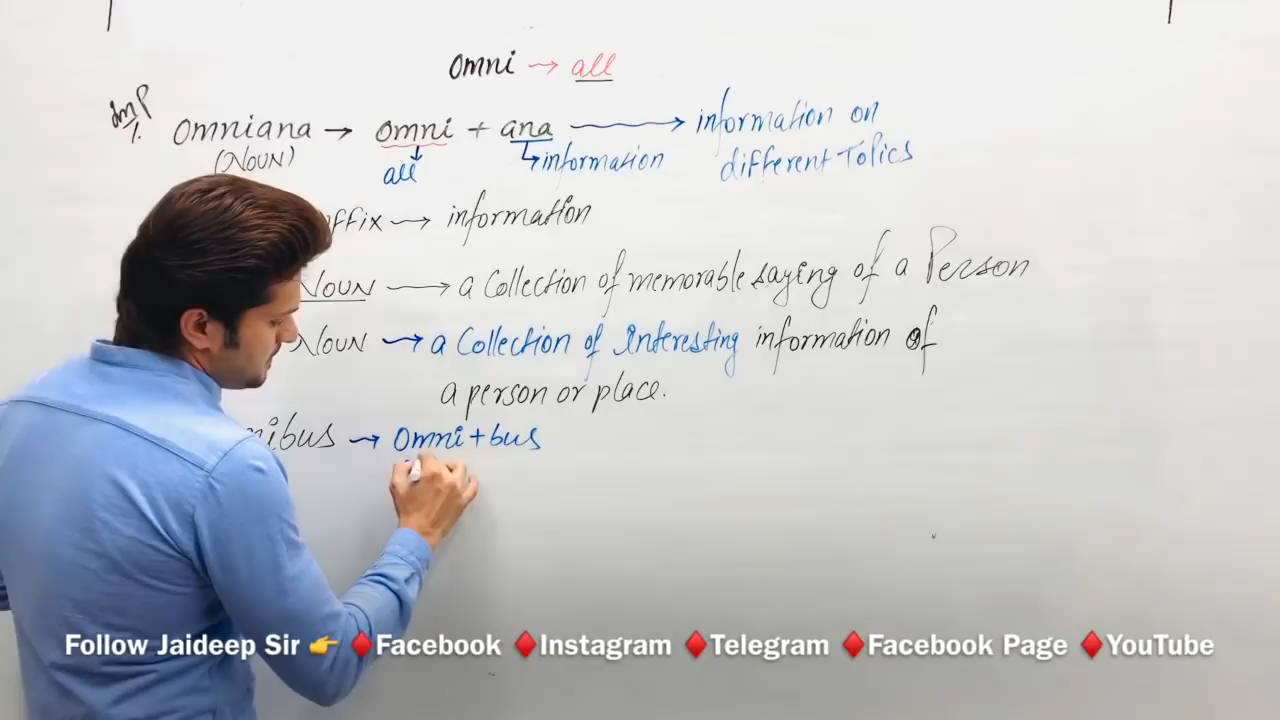 omni → all
Imp
Omniana → omni + ana → information on
(NOUN) all ↳information different Topics
→ information
NOUN → a Collection of memorable saying of a Person
NOUN → a Collection of interesting information of
a person or place.
nibus → omni+bus
Follow Jaideep Sir 👉 ♦Facebook ♦Instagram ♦Telegram ♦Facebook Page ♦YouTube